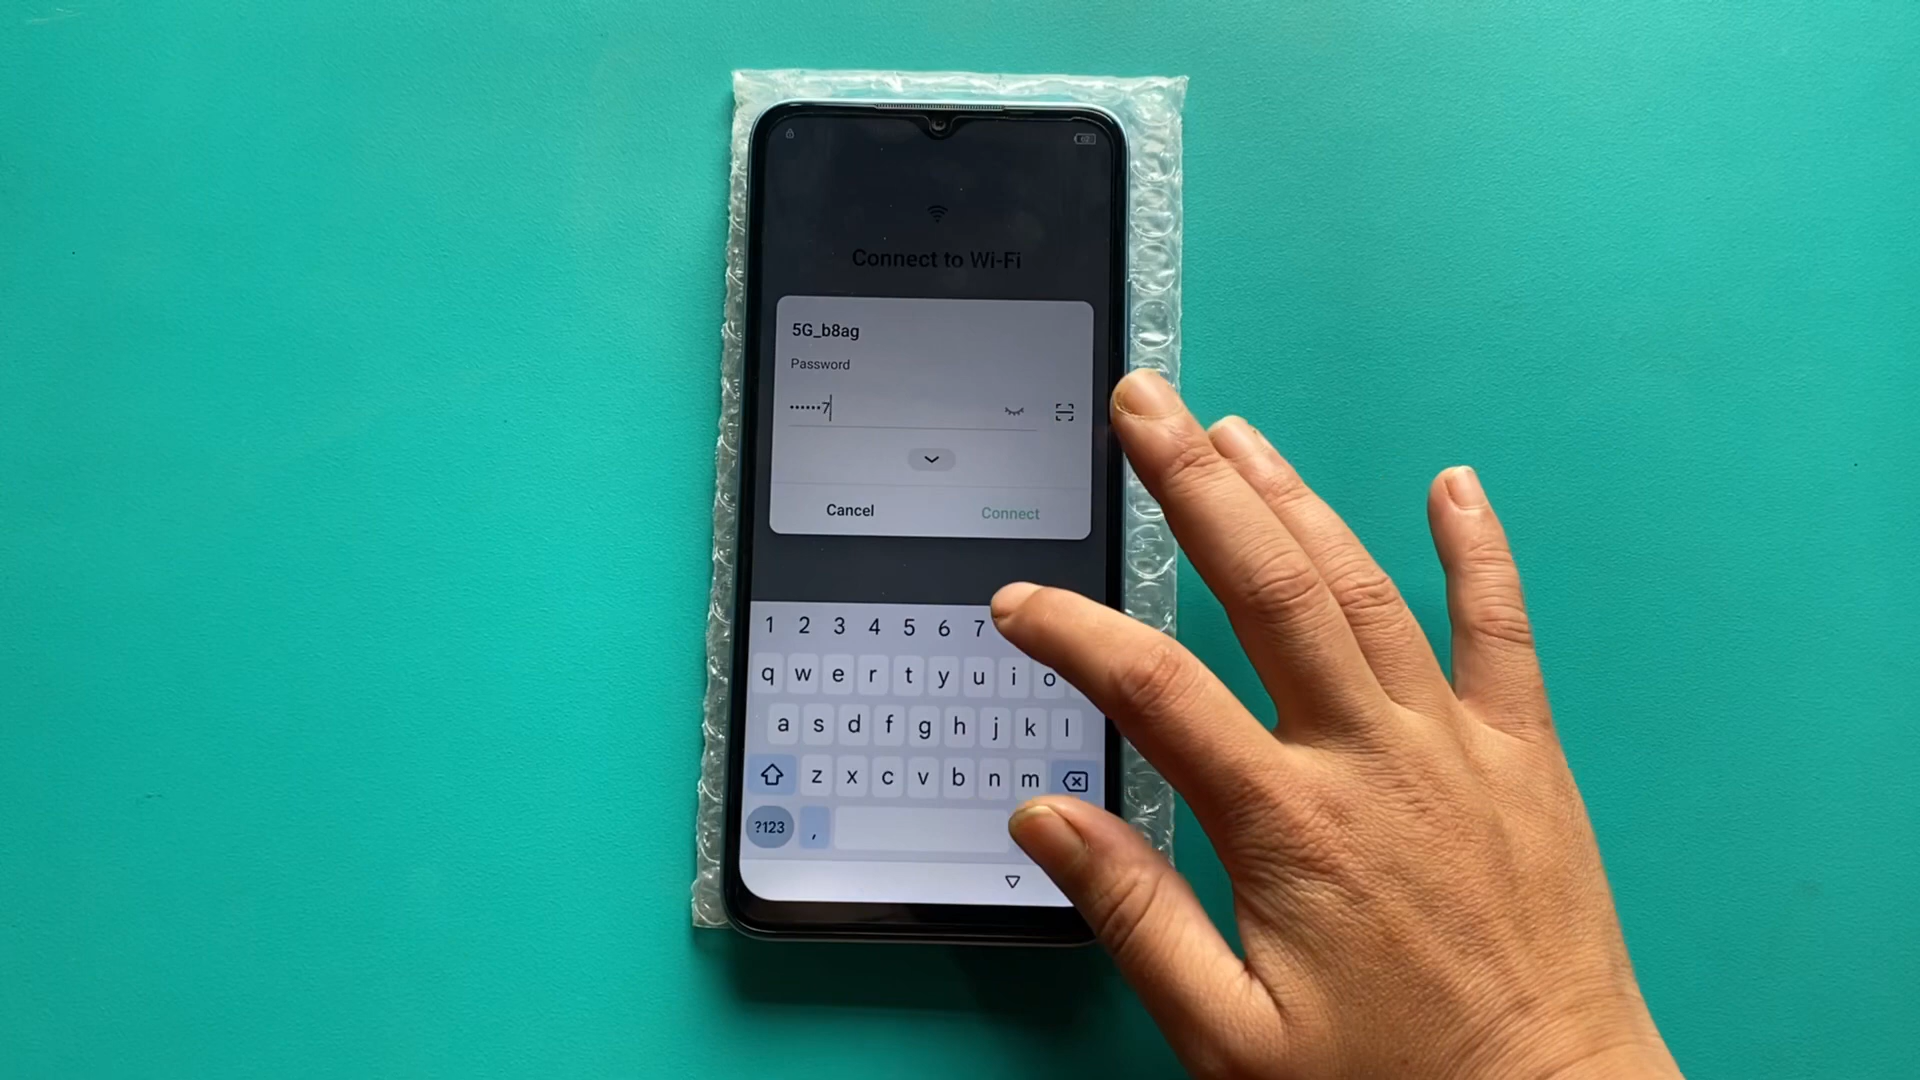 Connect to Wi-Fi
5G_b8ag
Password
••••••7
Cancel
Connect
1 2 3 4 5 6 7
q w e r t y u i o
a s d f g h j k l
z x c v b n m
?123 ,